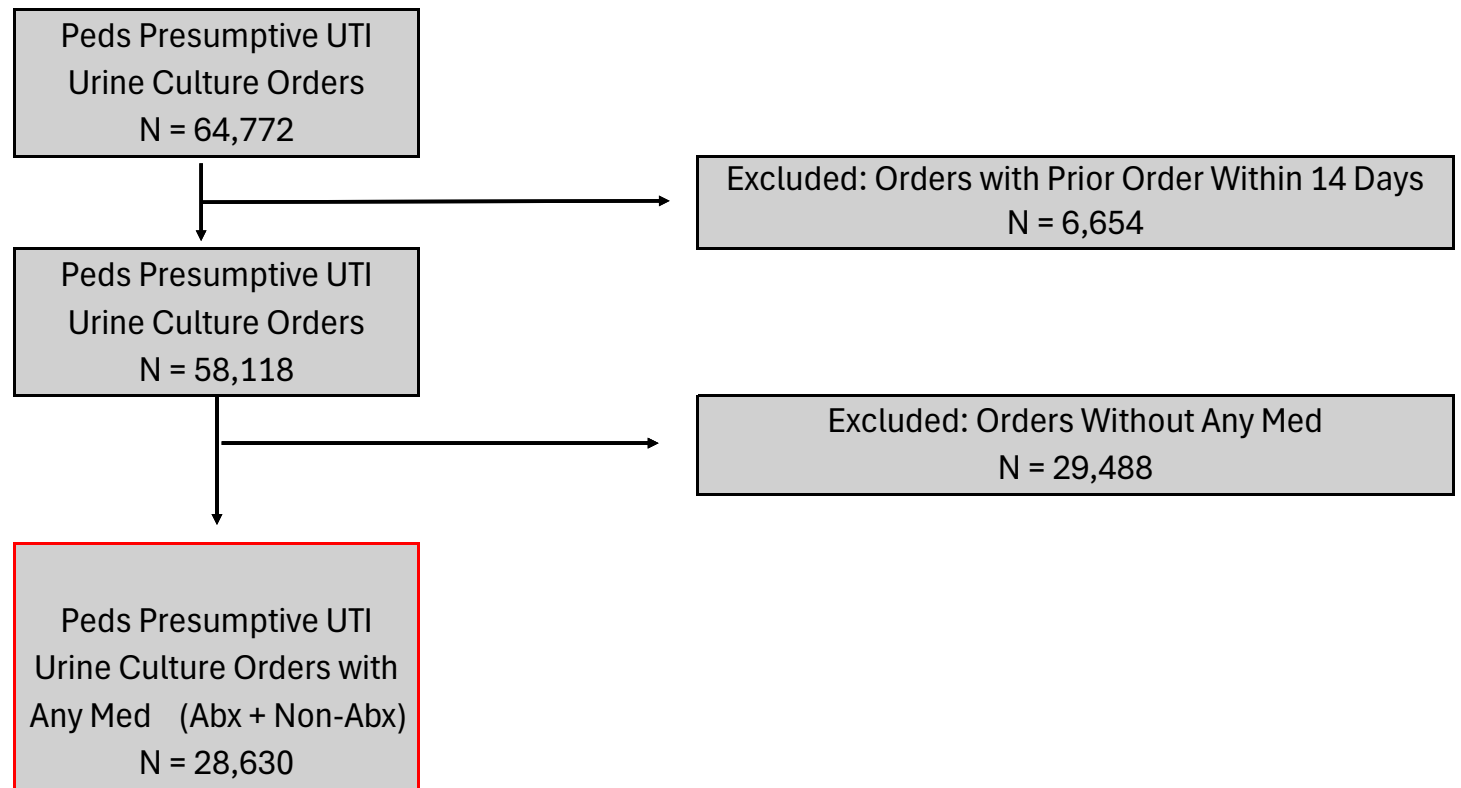 Peds Presumptive UTI
Urine Culture Orders
N = 64,772
Excluded: Orders with Prior Order Within 14 Days
N = 6,654
Peds Presumptive UTI
Urine Culture Orders
N = 58,118
Excluded: Orders Without Any Med
N = 29,488
Peds Presumptive UTI
Urine Culture Orders with
Any Med (Abx + Non-Abx)
N = 28,630